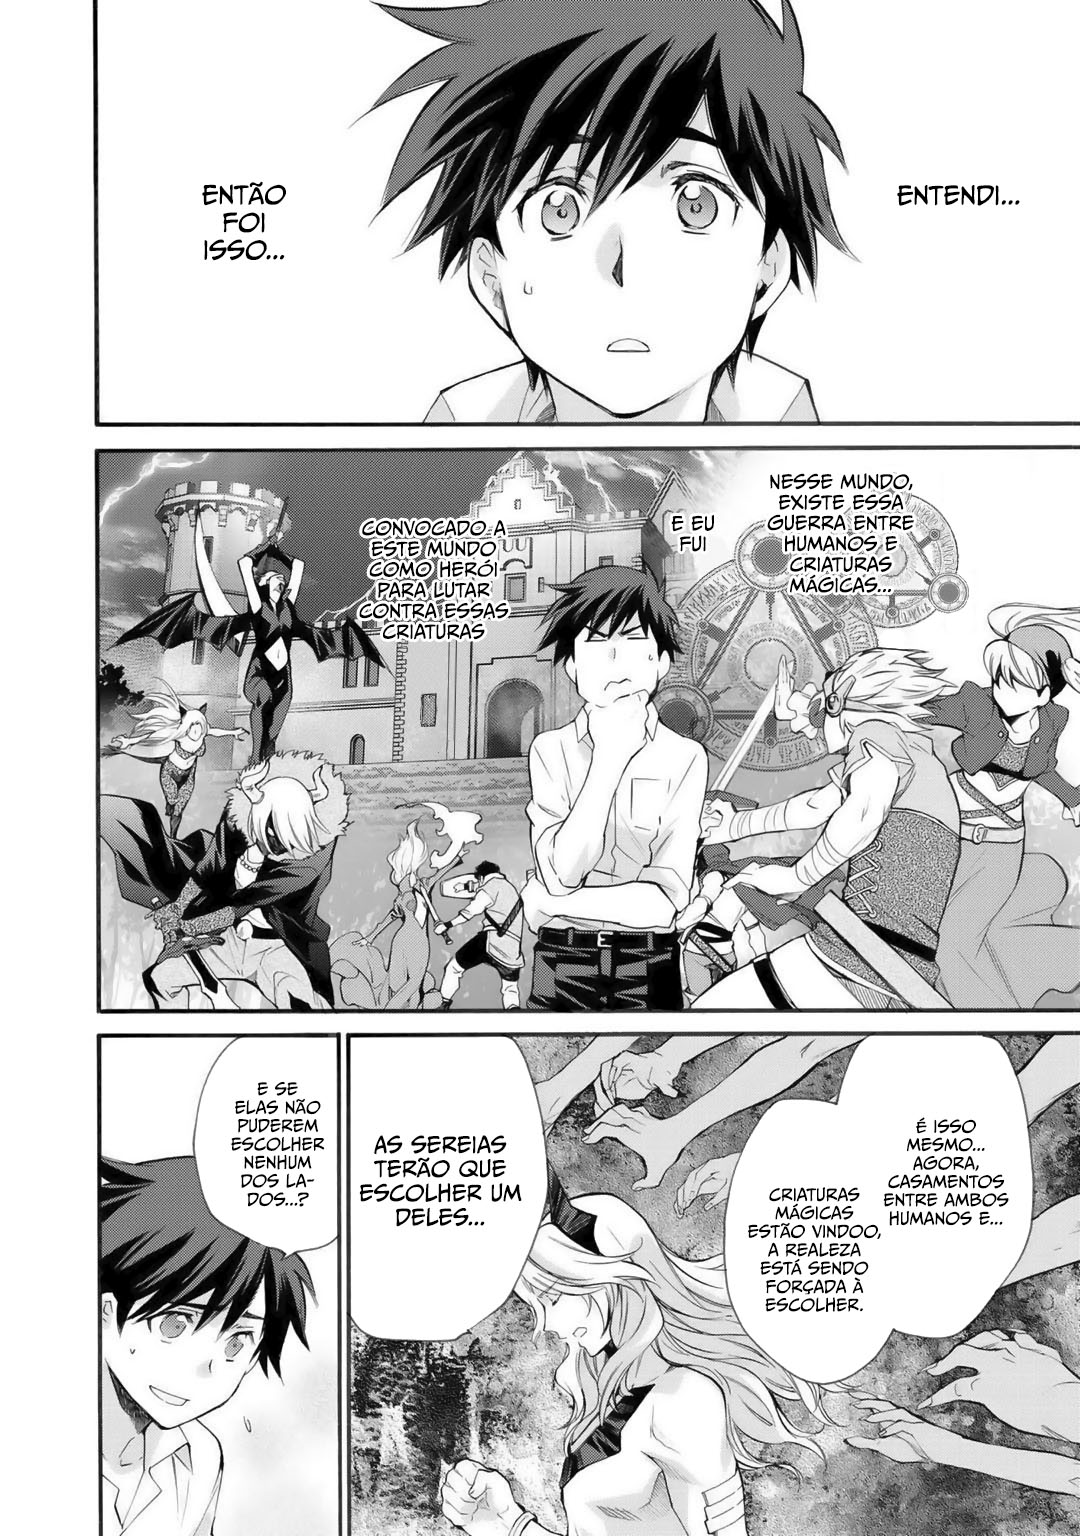 ENTENDI...
ENTÃO
FOI
ISSO...
NESSE MUNDO,
EXISTE ESSA
GUERRA ENTRE
HUMANOS E
CRIATURAS
MÁGICAS...
E EU
FUI
CONVOCADO A
ESTE MUNDO
COMO HERÓI
PARA LUTAR
CONTRA ESSAS
CRIATURAS
É ISSO
MESMO...
AGORA,
CASAMENTOS
ENTRE AMBOS
HUMANOS E...
CRIATURAS
MÁGICAS
ESTÃO VINDOO,
A REALEZA
ESTÁ SENDO
FORÇADA À
ESCOLHER.
AS SEREIAS
TERÃO QUE
ESCOLHER UM
DELES...
E SE
ELAS NÃO
PUDEREM
ESCOLHER
NENHUM
DOS LA-
DOS...?